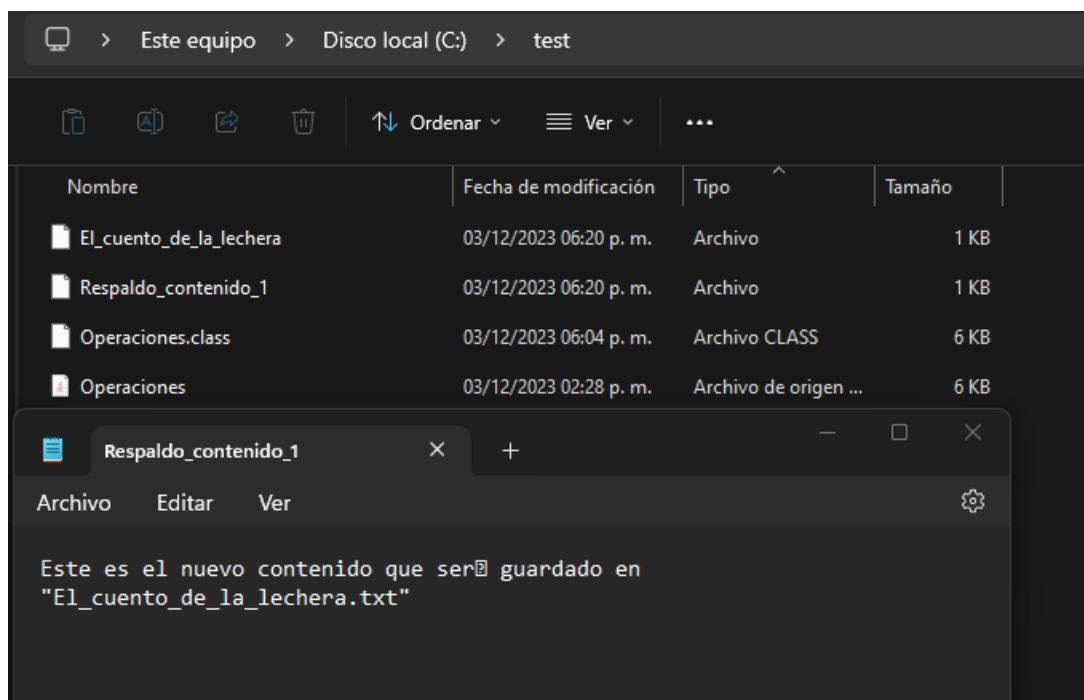 > Este equipo > Disco local (C:) > test
Ordenar Ver ...
Nombre Fecha de modificación Tipo Tamaño
El_cuento_de_la_lechera 03/12/2023 06:20 p. m. Archivo 1 KB
Respaldo_contenido_1 03/12/2023 06:20 p. m. Archivo 1 KB
Operaciones.class 03/12/2023 06:04 p. m. Archivo CLASS 6 KB
Operaciones 03/12/2023 02:28 p. m. Archivo de origen ... 6 KB
Respaldo_contenido_1
Archivo Editar Ver
Este es el nuevo contenido que ser� guardado en
"El_cuento_de_la_lechera.txt"